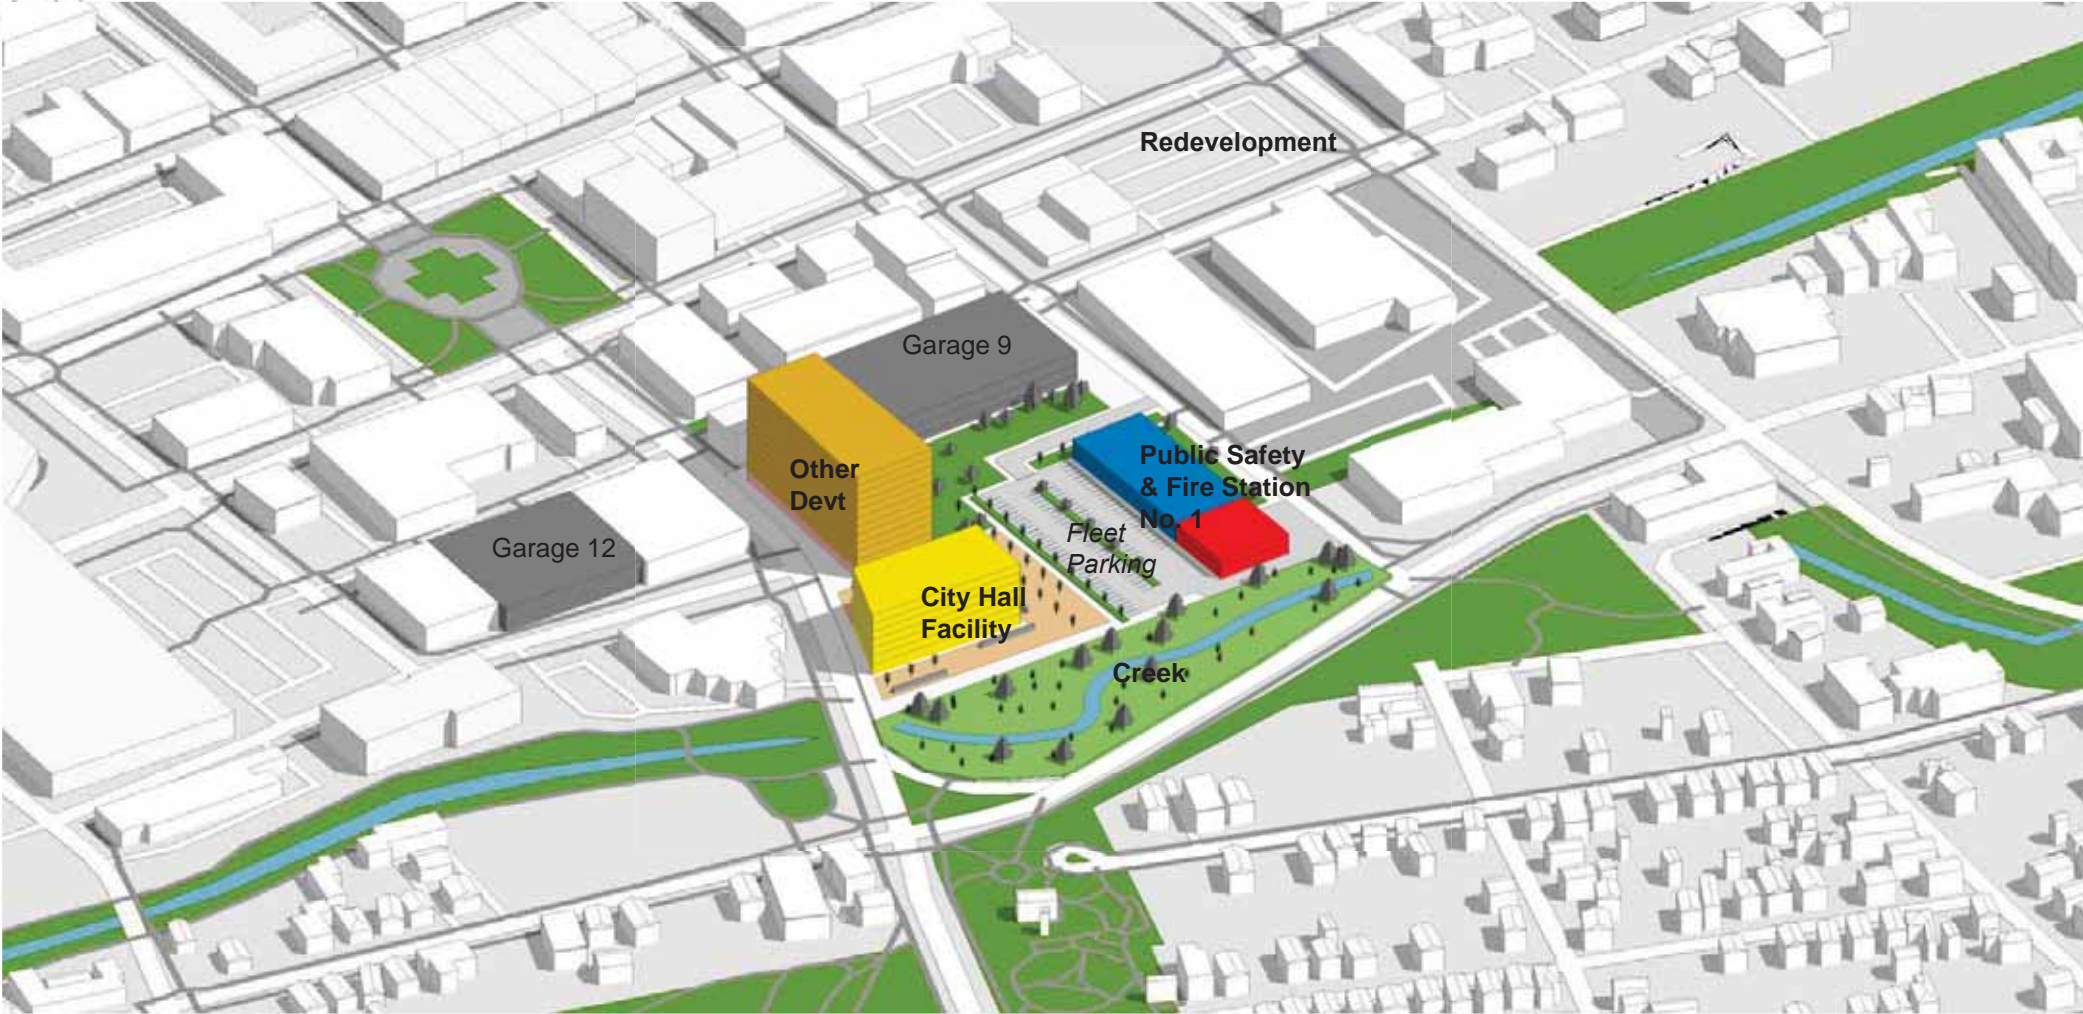 Redevelopment
Garage 9
Other
Devt
Public Safety
& Fire Station
No. 1
Fleet
Parking
Garage 12
City Hall
Facility
Creek